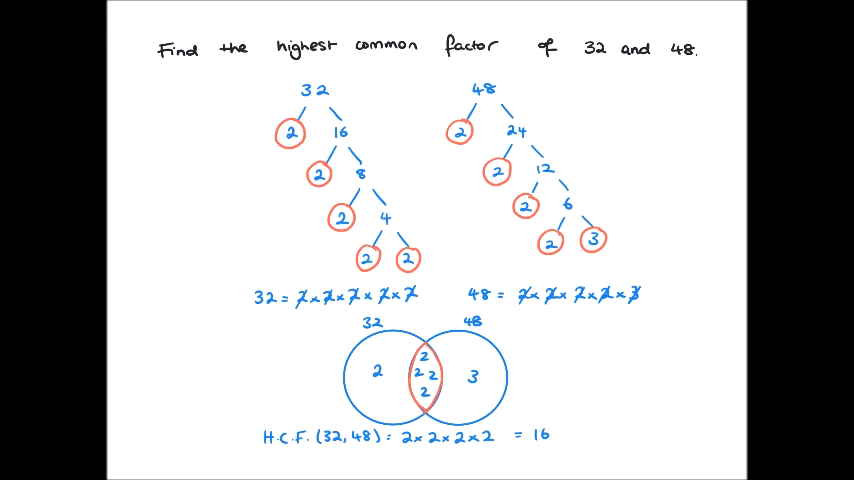 Find the highest common factor of 32 and 48.
32 48
2 16 2 24
2 8 2 12
2 4 2 6
2 2 2 3
32 = 2 x 2 x 2 x 2 x 2 48 = 2 x 2 x 2 x 2 x 3
32 48
2
2 2 2 3
2
H.C.F. (32, 48) = 2 x 2 x 2 x 2 = 16